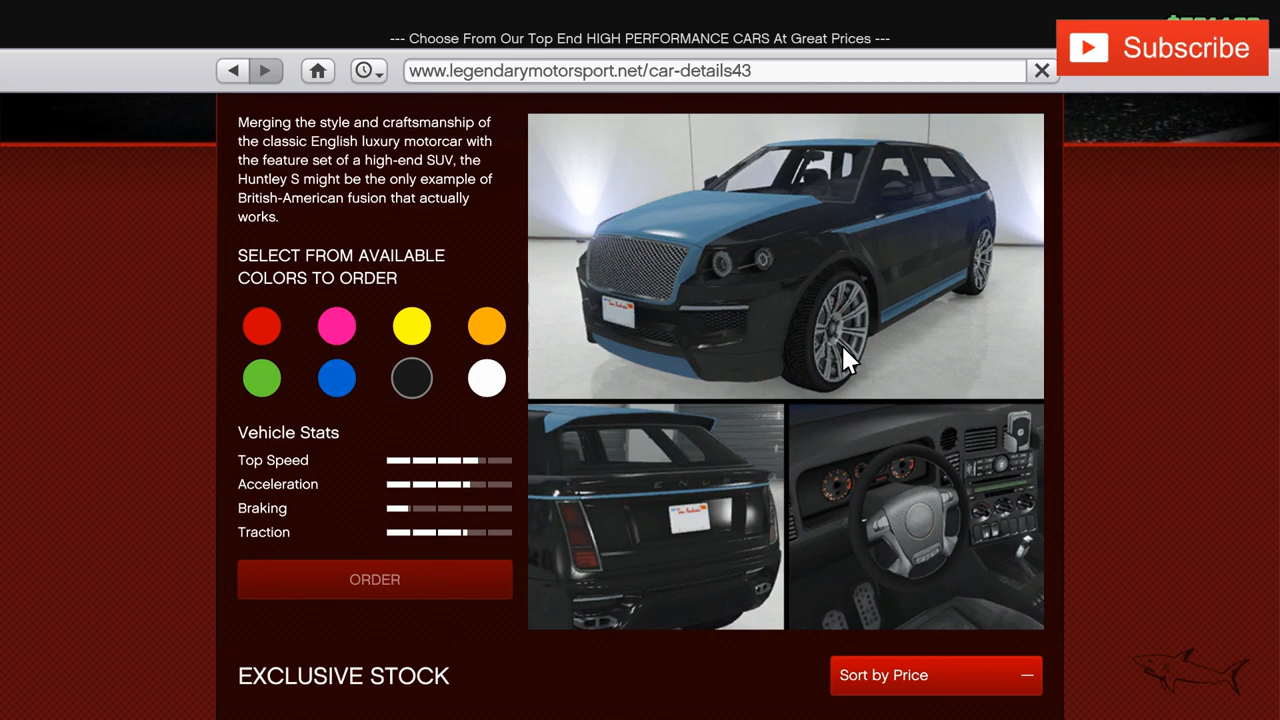 --- Choose From Our Top End HIGH PERFORMANCE CARS At Great Prices ---
Subscribe
www.legendarymotorsport.net/car-details43
Merging the style and craftsmanship of
the classic English luxury motorcar with
the feature set of a high-end SUV, the
Huntley S might be the only example of
British-American fusion that actually
works.
SELECT FROM AVAILABLE
COLORS TO ORDER
Vehicle Stats
Top Speed
Acceleration
Braking
Traction
ORDER
EXCLUSIVE STOCK
Sort by Price